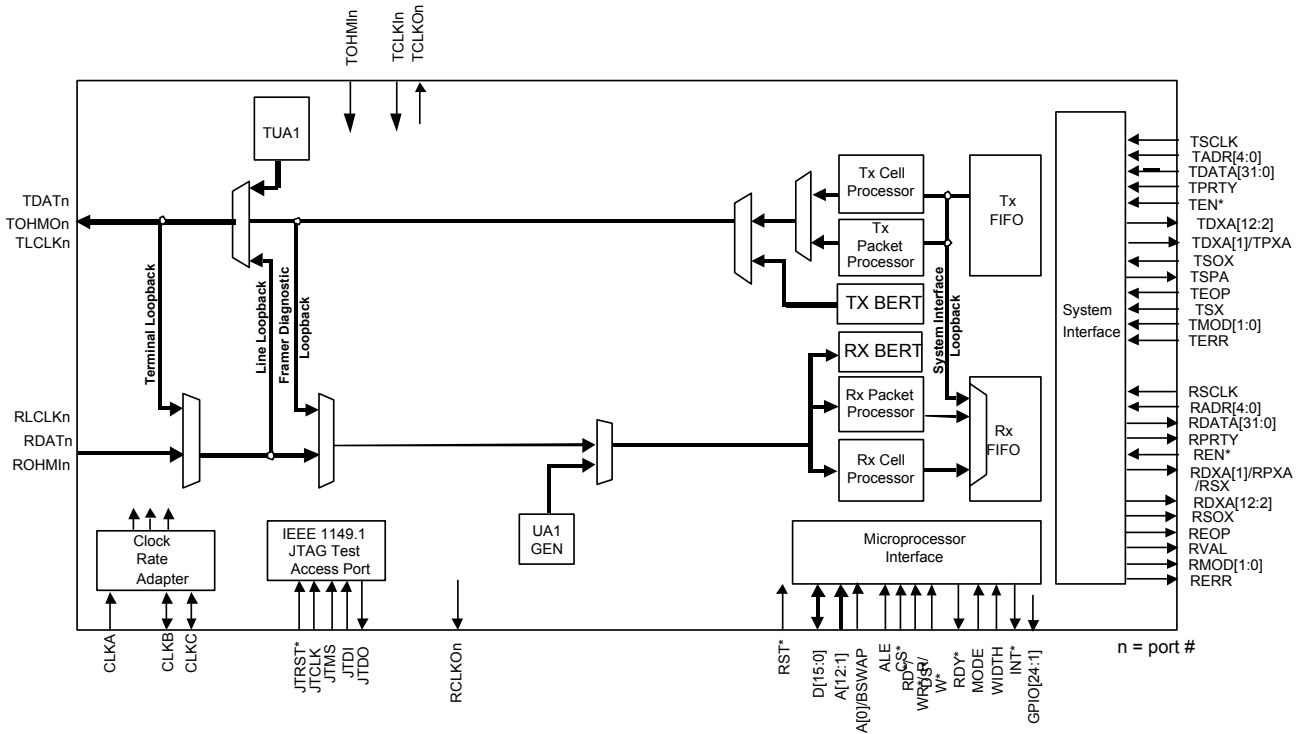 TOHMIn
TCLKIn
TCLKOn
TUA1
TDATn
TOHMOn
TLCLKn
Terminal Loopback
Line Loopback
Framer Diagnostic
Loopback
RLCLKn
RDATn
ROHMIn
Tx Cell
Processor
Tx
Packet
Processor
TX BERT
Tx
FIFO
System Interface
Loopback
RX BERT
Rx Packet
Processor
Rx Cell
Processor
Rx
FIFO
System
Interface
TSCLK
TADR[4:0]
TDATA[31:0]
TPRTY
TEN*
TDXA[12:2]
TDXA[1]/TPXA
TSOX
TSPA
TEOP
TSX
TMOD[1:0]
TERR
RSCLK
RADR[4:0]
RDATA[31:0]
RPRTY
REN*
RDXA[1]/RPXA
/RSX
RDXA[12:2]
RSOX
REOP
RVAL
RMOD[1:0]
RERR
Clock
Rate
Adapter
IEEE 1149.1
JTAG Test
Access Port
UA1
GEN
Microprocessor
Interface
CLKA
CLKB
CLKC
JTRST*
JTCLK
JTMS
JTDI
JTDO
RCLKOn
RST*
D[15:0]
A[12:1]
A[0]/BSWAP
ALE
CS*
W*
RDY*
MODE
WIDTH
INT*
GPIO[24:1]
n = port #